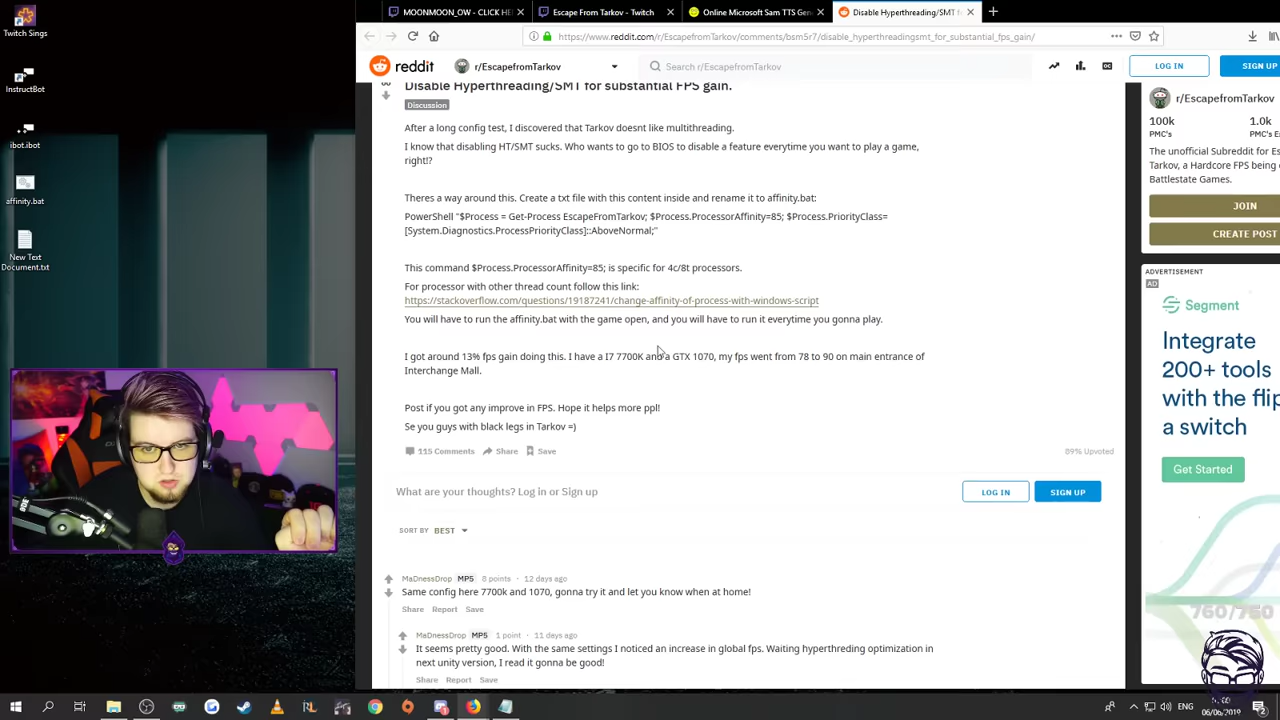 MOONMOON_OW - CLICK HE
Escape From Tarkov - Twitch
Online Microsoft Sam TTS Gen
Disable Hyperthreading/SMT f
https://www.reddit.com/r/EscapefromTarkov/comments/bsm5r7/disable_hyperthreadingsmt_for_substantial_fps_gain/
reddit
r/EscapefromTarkov
Search r/EscapefromTarkov
LOG IN
SIGN UP
Twitch Sings
InstructBot
ibot.ibot
affinity.bat
New Text
Document.txt
Disable Hyperthreading/SMT for substantial FPS gain.
Discussion
After a long config test, I discovered that Tarkov doesnt like multithreading.
I know that disabling HT/SMT sucks. Who wants to go to BIOS to disable a feature everytime you want to play a game,
right!?
Theres a way around this. Create a txt file with this content inside and rename it to affinity.bat:
PowerShell "$Process = Get-Process EscapeFromTarkov; $Process.ProcessorAffinity=85; $Process.PriorityClass=
[System.Diagnostics.ProcessPriorityClass]::AboveNormal;"
This command $Process.ProcessorAffinity=85; is specific for 4c/8t processors.
For processor with other thread count follow this link:
https://stackoverflow.com/questions/19187241/change-affinity-of-process-with-windows-script
You will have to run the affinity.bat with the game open, and you will have to run it everytime you gonna play.
I got around 13% fps gain doing this. I have a I7 7700K and a GTX 1070, my fps went from 78 to 90 on main entrance of
Interchange Mall.
Post if you got any improve in FPS. Hope it helps more ppl!
Se you guys with black legs in Tarkov =)
115 Comments
Share
Save
89% Upvoted
What are your thoughts? Log in or Sign up
LOG IN
SIGN UP
SORT BY BEST
MaDnessDrop MP5 8 points · 12 days ago
Same config here 7700k and 1070, gonna try it and let you know when at home!
Share Report Save
MaDnessDrop MP5 1 point · 11 days ago
It seems pretty good. With the same settings I noticed an increase in global fps. Waiting hyperthreding optimization in
next unity version, I read it gonna be good!
Share Report Save
r/EscapefromTarkov
100k
1.0k
PMC's
PMC's E
The unofficial Subreddit for Es
Tarkov, a Hardcore FPS being
Battlestate Games.
JOIN
CREATE POST
ADVERTISEMENT
AD
Segment
Integrate
200+ tools
with the flip
a switch
Get Started
760/760
06/06/2019
2